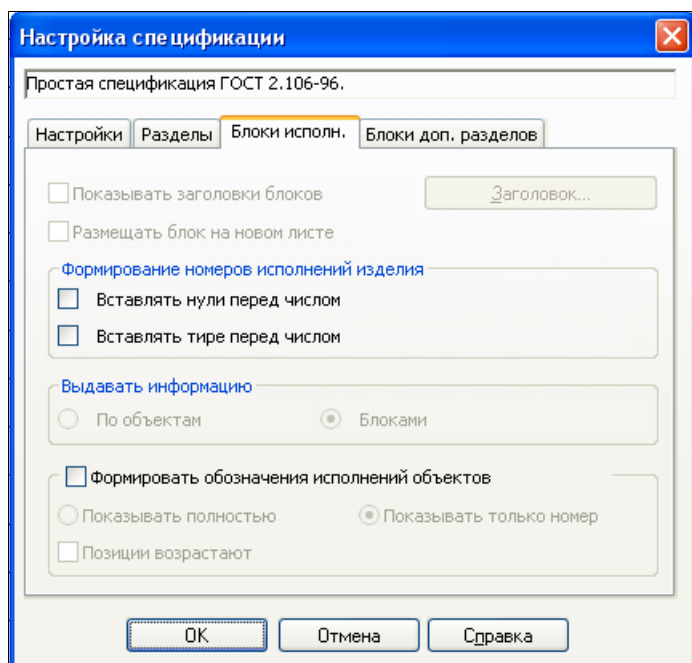 Настройка спецификации
Простая спецификация ГОСТ 2.106-96.
Настройки Разделы Блоки исполн. Блоки доп. разделов
Показывать заголовки блоков Заголовок...
Размещать блок на новом листе
Формирование номеров исполнений изделия
Вставлять нули перед числом
Вставлять тире перед числом
Выдавать информацию
По объектам Блоками
Формировать обозначения исполнений объектов
Показывать полностью Показывать только номер
Позиции возрастают
OK Отмена Справка